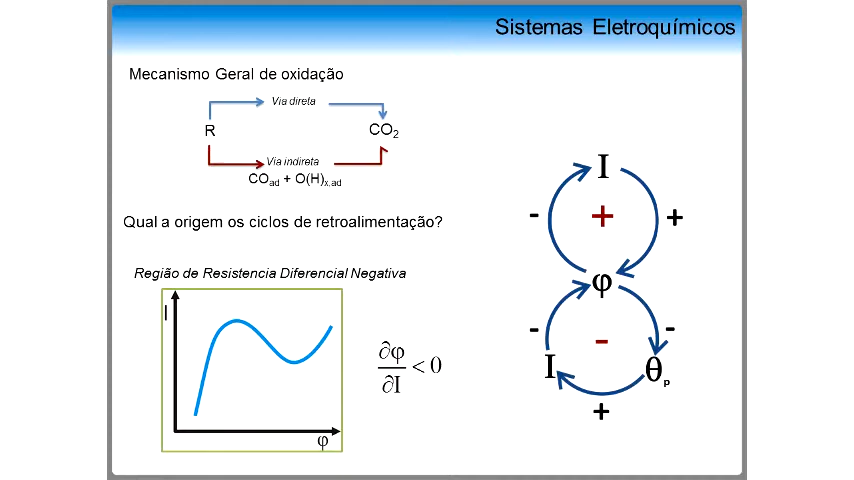 Sistemas Eletroquímicos
Mecanismo Geral de oxidação
Via direta
R
CO₂
Via indireta
COad + O(H)x,ad
Qual a origem os ciclos de retroalimentação?
Região de Resistencia Diferencial Negativa
I
φ
∂φ
∂I
< 0
I
-
+
+
φ
-
-
-
I
θp
+